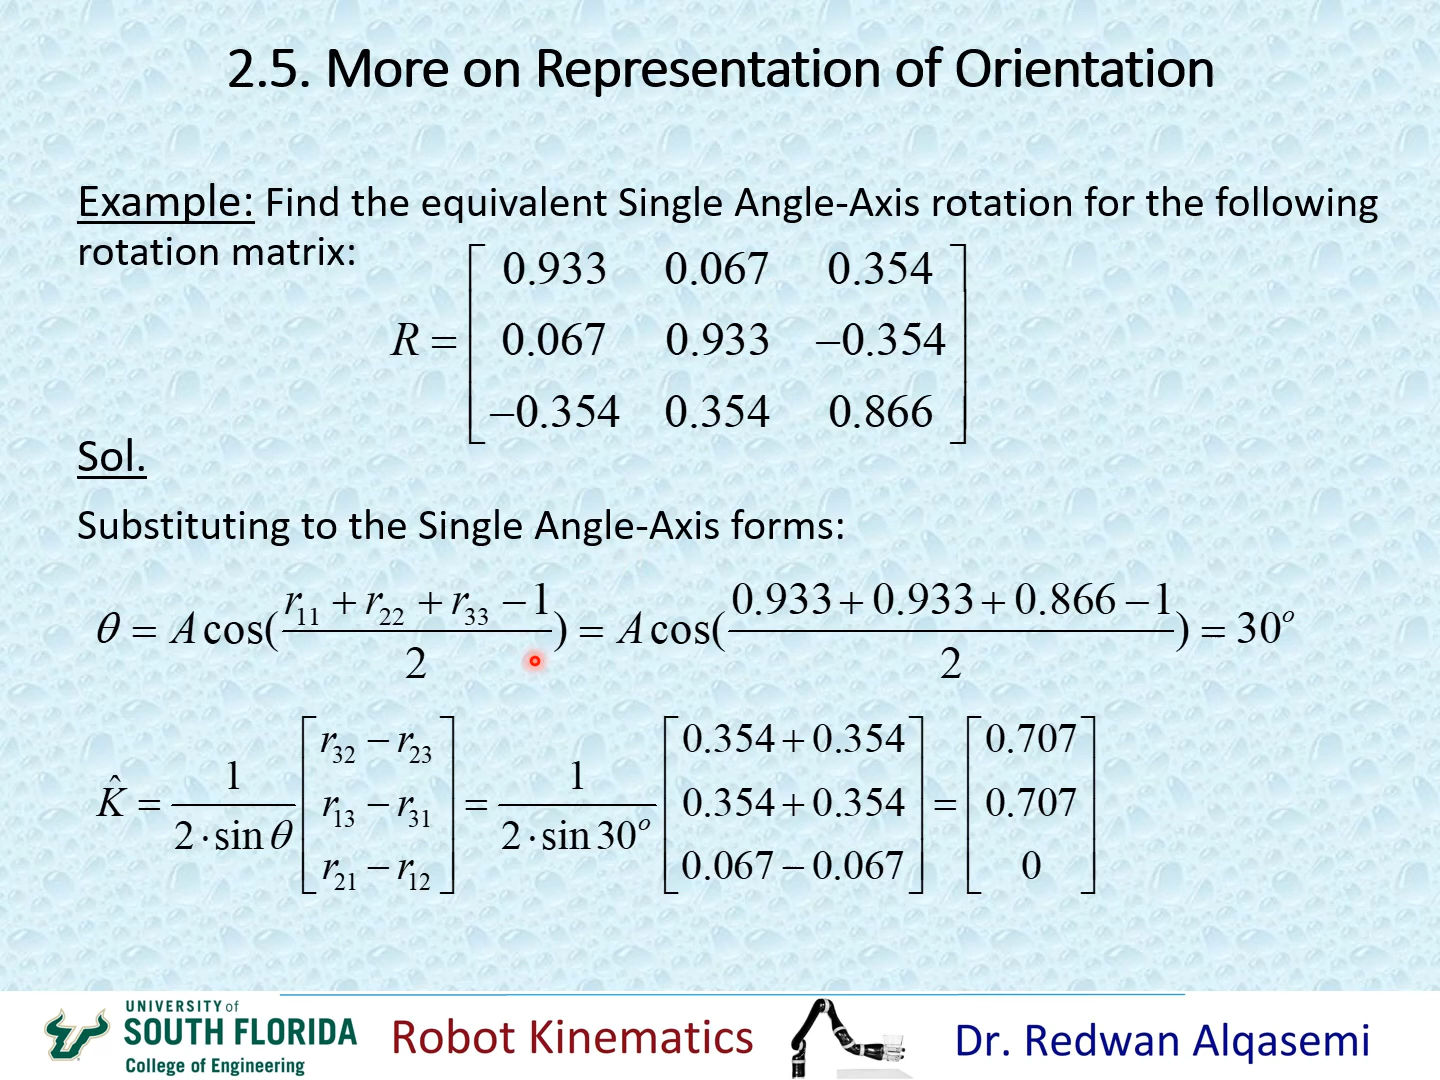 2.5. More on Representation of Orientation
Example: Find the equivalent Single Angle-Axis rotation for the following
rotation matrix:
R = [ 0.933 0.067 0.354
0.067 0.933 −0.354
−0.354 0.354 0.866 ]
Sol.
Substituting to the Single Angle-Axis forms:
θ = A cos( (r₁₁ + r₂₂ + r₃₃ − 1) / 2 ) = A cos( (0.933 + 0.933 + 0.866 − 1) / 2 ) = 30°
K̂ = 1 / (2·sin θ) [ r₃₂ − r₂₃ ; r₁₃ − r₃₁ ; r₂₁ − r₁₂ ] = 1 / (2·sin 30°) [ 0.354 + 0.354 ; 0.354 + 0.354 ; 0.067 − 0.067 ] = [ 0.707 ; 0.707 ; 0 ]
UNIVERSITY of
SOUTH FLORIDA
College of Engineering
Robot Kinematics
Dr. Redwan Alqasemi